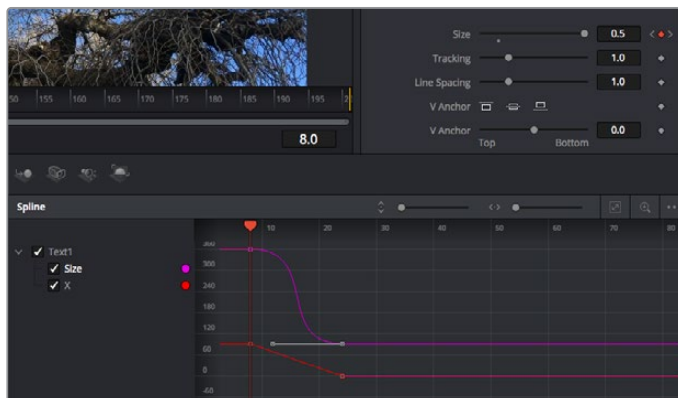 Size 0.5
Tracking 1.0
Line Spacing 1.0
V Anchor
V Anchor 0.0
Top Bottom
155 160 165 170 175 180 185 190 195
8.0
Spline
10 20 30 40 50 60 70 80
Text1
Size
X
300
240
180
120
60
0
-60